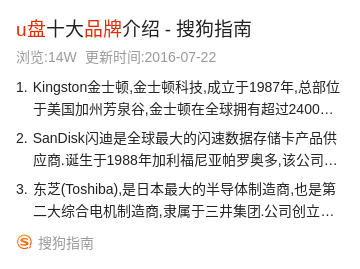 u盘十大品牌介绍 - 搜狗指南
浏览:14W 更新时间:2016-07-22
1. Kingston金士顿,金士顿科技,成立于1987年,总部位
于美国加州芳泉谷,金士顿在全球拥有超过2400…
2. SanDisk闪迪是全球最大的闪速数据存储卡产品供
应商.诞生于1988年加利福尼亚帕罗奥多,该公司…
3. 东芝(Toshiba),是日本最大的半导体制造商,也是第
二大综合电机制造商,隶属于三井集团.公司创立…
搜狗指南